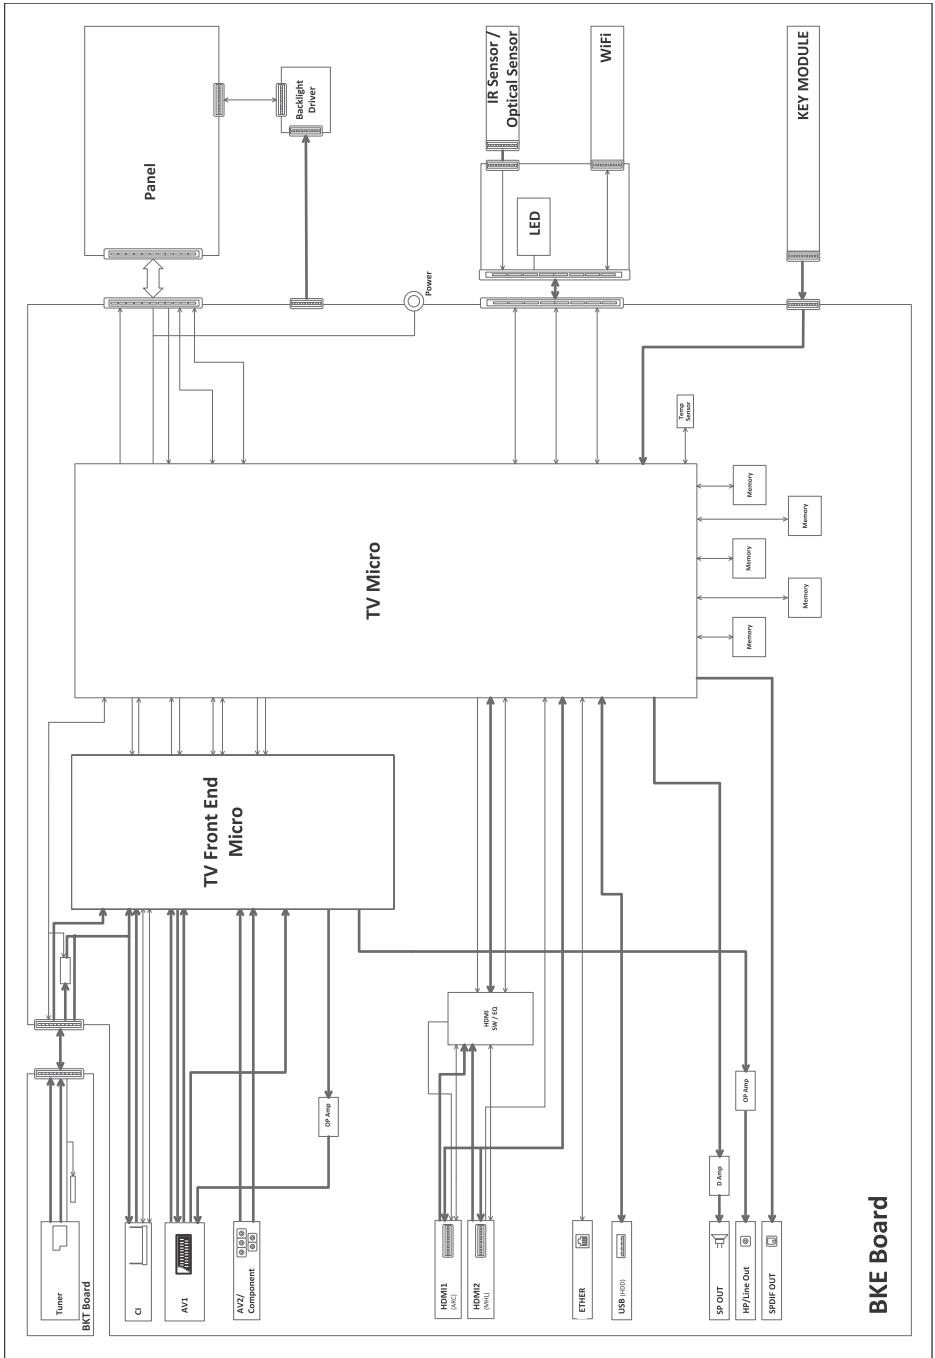 Panel
Backlight
Driver
IR Sensor /
Optical Sensor
WiFi
KEY MODULE
LED
Power
Temp
Sensor
TV Micro
Memory
Memory
Memory
Memory
Memory
TV Front End
Micro
HDMI
SW / EQ
OP Amp
OP Amp
D Amp
Tuner
BKT Board
CI
AV1
AV2/
Component
HDMI1
(ARC)
HDMI2
(MHL)
ETHER
USB (HDD)
SP OUT
HP/Line Out
SPDIF OUT
BKE Board